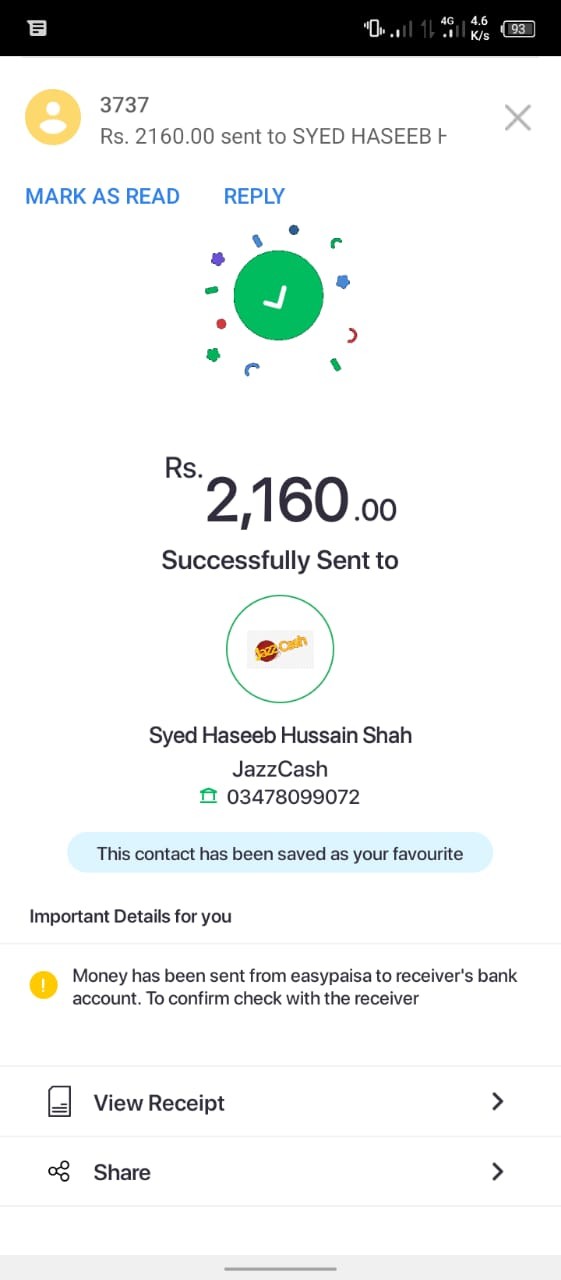 4G 4.6 K/s 93
3737
Rs. 2160.00 sent to SYED HASEEB
MARK AS READ REPLY
Rs. 2,160.00
Successfully Sent to
JazzCash
Syed Haseeb Hussain Shah
JazzCash
03478099072
This contact has been saved as your favourite
Important Details for you
Money has been sent from easypaisa to receiver's bank
account. To confirm check with the receiver
View Receipt
Share